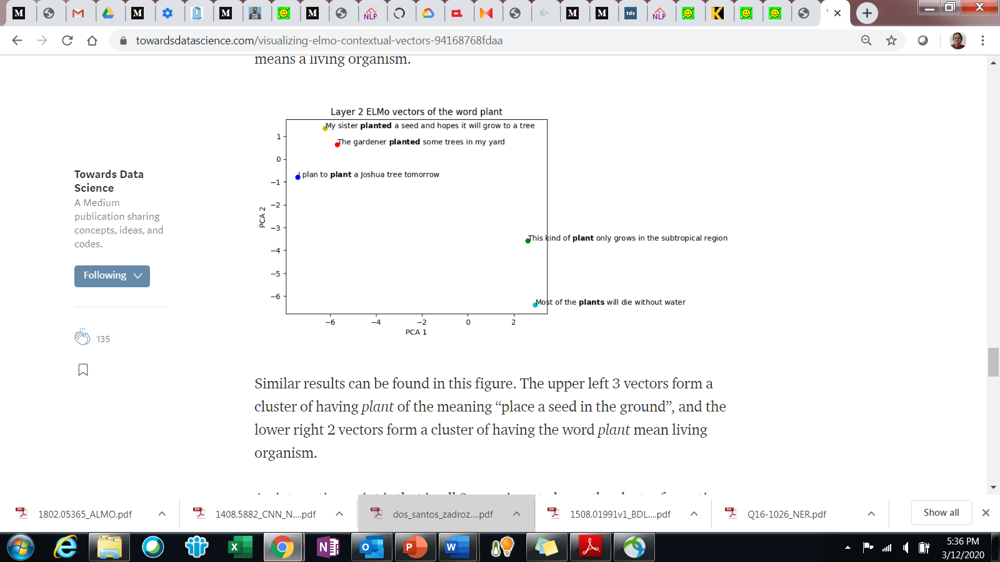 M
M
M
M
NLP
M
M
tds
NLP
K
towardsdatascience.com/visualizing-elmo-contextual-vectors-94168768fdaa
means a living organism.
Layer 2 ELMo vectors of the word plant
My sister planted a seed and hopes it will grow to a tree
The gardener planted some trees in my yard
I plan to plant a Joshua tree tomorrow
This kind of plant only grows in the subtropical region
Most of the plants will die without water
1
0
−1
−2
−3
−4
−5
−6
PCA 2
−6 −4 −2 0 2
PCA 1
Towards Data
Science
A Medium
publication sharing
concepts, ideas, and
codes.
Following
135
Similar results can be found in this figure. The upper left 3 vectors form a
cluster of having plant of the meaning “place a seed in the ground”, and the
lower right 2 vectors form a cluster of having the word plant mean living
organism.
1802.05365_ALMO.pdf
1408.5882_CNN_N....pdf
dos_santos_zadroz....pdf
1508.01991v1_BDL....pdf
Q16-1026_NER.pdf
Show all
5:36 PM
3/12/2020